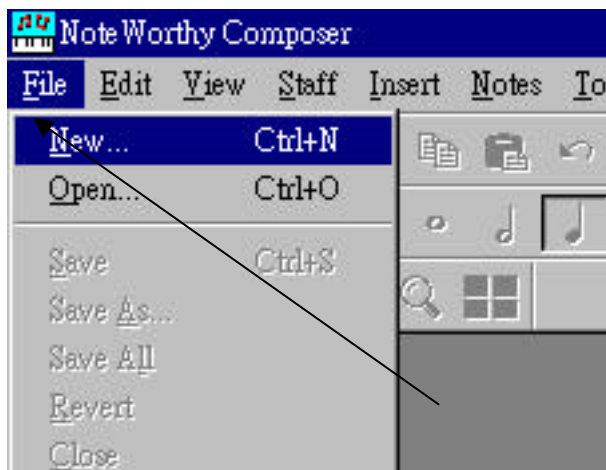 NoteWorthy Composer
File Edit View Staff Insert Notes To
New... Ctrl+N
Open... Ctrl+O
Save Ctrl+S
Save As...
Save All
Revert
Close